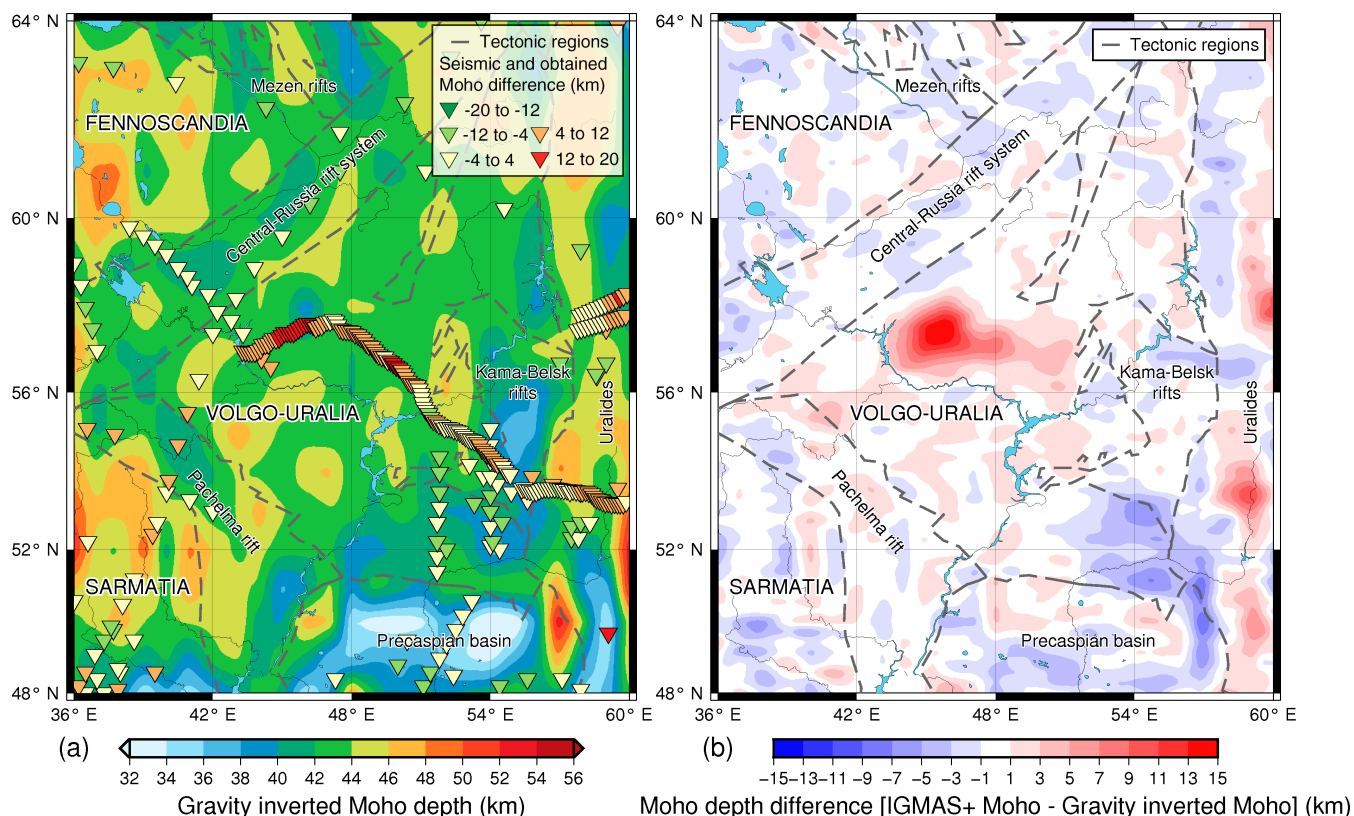 64° N
60° N
56° N
52° N
48° N
36° E
42° E
48° E
54° E
60° E
Tectonic regions
Seismic and obtained
Moho difference (km)
-20 to -12
-12 to -4
4 to 12
-4 to 4
12 to 20
Mezen rifts
FENNOSCANDIA
Central-Russia rift system
Kama-Belsk
rifts
VOLGO-URALIA
Uralides
Pachelma rift
SARMATIA
Precaspian basin
(a)
32 34 36 38 40 42 44 46 48 50 52 54 56
Gravity inverted Moho depth (km)
64° N
60° N
56° N
52° N
48° N
36° E
42° E
48° E
54° E
60° E
Tectonic regions
Mezen rifts
FENNOSCANDIA
Central-Russia rift system
Kama-Belsk
rifts
VOLGO-URALIA
Uralides
Pachelma rift
SARMATIA
Precaspian basin
(b)
−15 −13 −11 −9 −7 −5 −3 −1 1 3 5 7 9 11 13 15
Moho depth difference [IGMAS+ Moho - Gravity inverted Moho] (km)